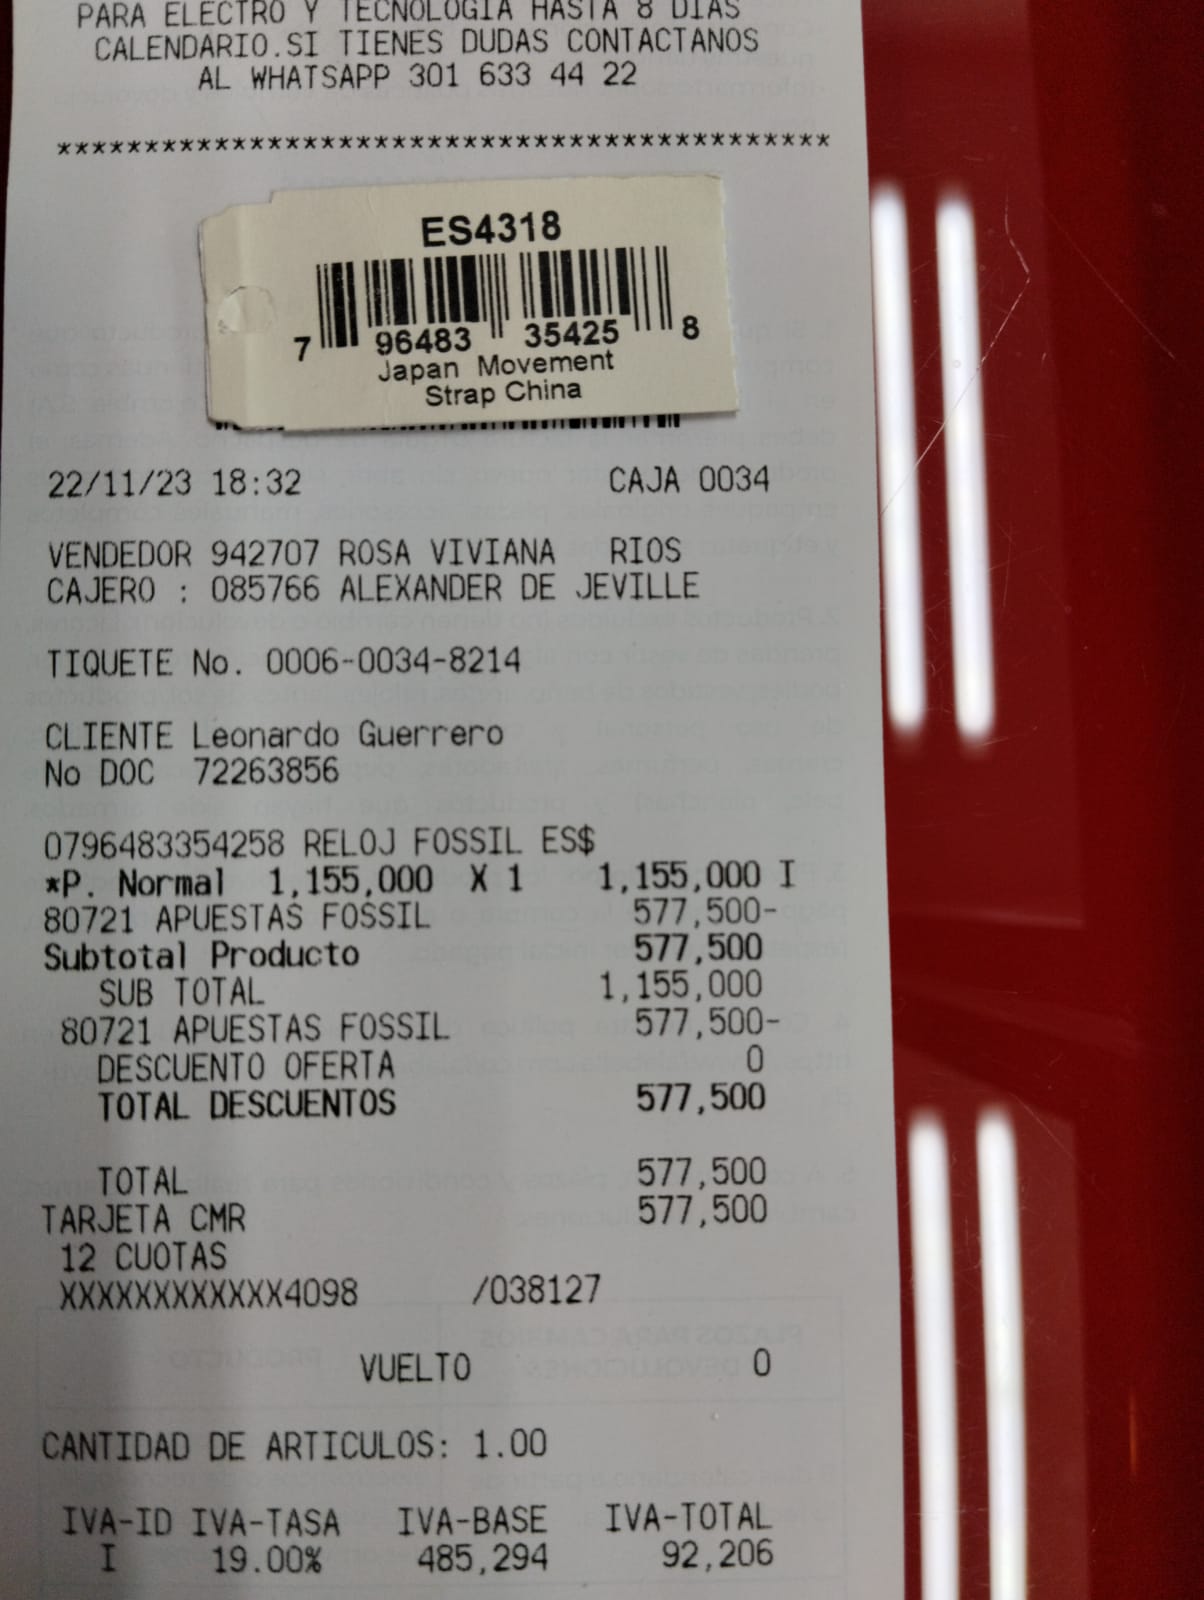 PARA ELECTRO Y TECNOLOGIA HASTA 8 DIAS
CALENDARIO.SI TIENES DUDAS CONTACTANOS
AL WHATSAPP 301 633 44 22
********************************************
ES4318
7 96483 35425 8
Japan Movement
Strap China
22/11/23 18:32 CAJA 0034
VENDEDOR 942707 ROSA VIVIANA RIOS
CAJERO : 085766 ALEXANDER DE JEVILLE
TIQUETE No. 0006-0034-8214
CLIENTE Leonardo Guerrero
No DOC 72263856
0796483354258 RELOJ FOSSIL ES$
*P. Normal 1,155,000 X 1 1,155,000 I
80721 APUESTAS FOSSIL 577,500-
Subtotal Producto 577,500
SUB TOTAL 1,155,000
80721 APUESTAS FOSSIL 577,500-
DESCUENTO OFERTA 0
TOTAL DESCUENTOS 577,500
TOTAL 577,500
TARJETA CMR 577,500
12 CUOTAS
XXXXXXXXXXXX4098 /038127
VUELTO 0
CANTIDAD DE ARTICULOS: 1.00
IVA-ID IVA-TASA IVA-BASE IVA-TOTAL
I 19.00% 485,294 92,206